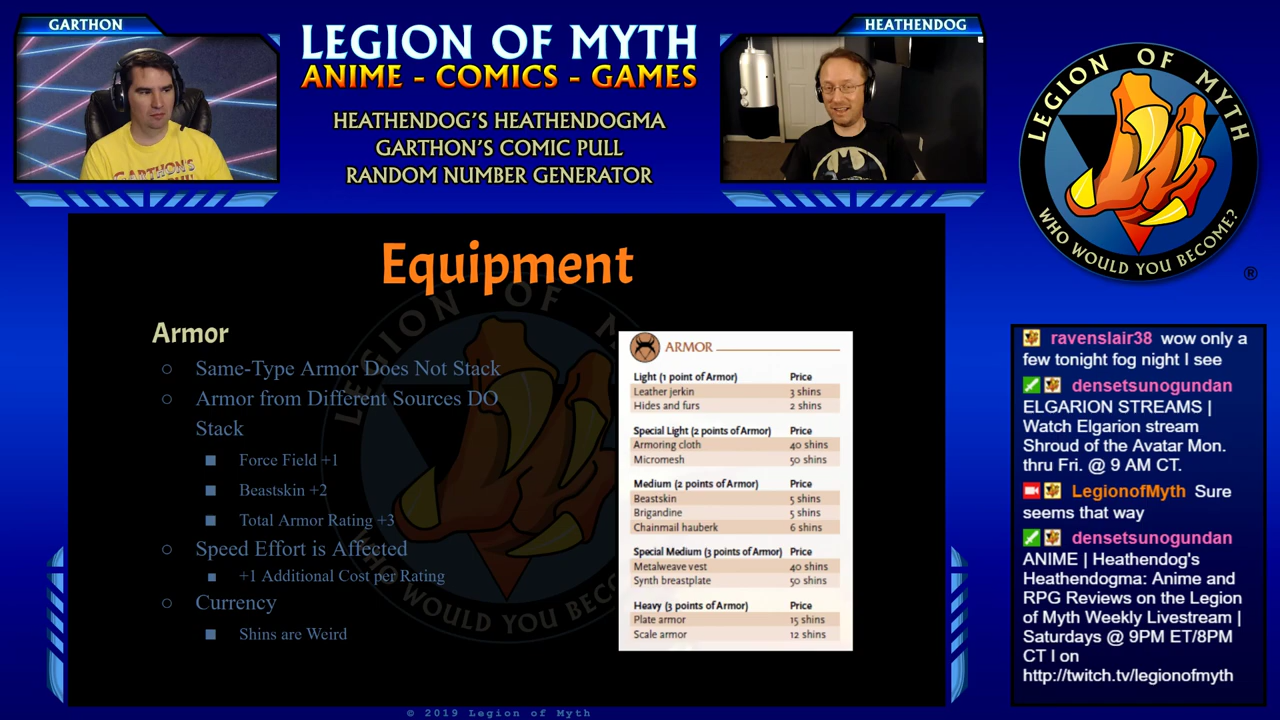 GARTHON
LEGION OF MYTH
ANIME - COMICS - GAMES
HEATHENDOG'S HEATHENDOGMA
GARTHON'S COMIC PULL
RANDOM NUMBER GENERATOR
HEATHENDOG
GARTHON'S
LEGION OF MYTH
WHO WOULD YOU BECOME?
®
Equipment
Armor
Same-Type Armor Does Not Stack
Armor from Different Sources DO
Stack
Force Field +1
Beastskin +2
Total Armor Rating +3
Speed Effort is Affected
+1 Additional Cost per Rating
Currency
Shins are Weird
ARMOR
Light (1 point of Armor) Price
Leather jerkin 3 shins
Hides and furs 2 shins
Special Light (2 points of Armor) Price
Armoring cloth 40 shins
Micromesh 50 shins
Medium (2 points of Armor) Price
Beastskin 5 shins
Brigandine 5 shins
Chainmail hauberk 6 shins
Special Medium (3 points of Armor) Price
Metalweave vest 40 shins
Synth breastplate 50 shins
Heavy (3 points of Armor) Price
Plate armor 15 shins
Scale armor 12 shins
ravenslair38 wow only a
few tonight fog night I see
densetsunogundan
ELGARION STREAMS |
Watch Elgarion stream
Shroud of the Avatar Mon.
thru Fri. @ 9 AM CT.
LegionofMyth Sure
seems that way
densetsunogundan
ANIME | Heathendog's
Heathendogma: Anime and
RPG Reviews on the Legion
of Myth Weekly Livestream |
Saturdays @ 9PM ET/8PM
CT I on
http://twitch.tv/legionofmyth
© 2019 Legion of Myth